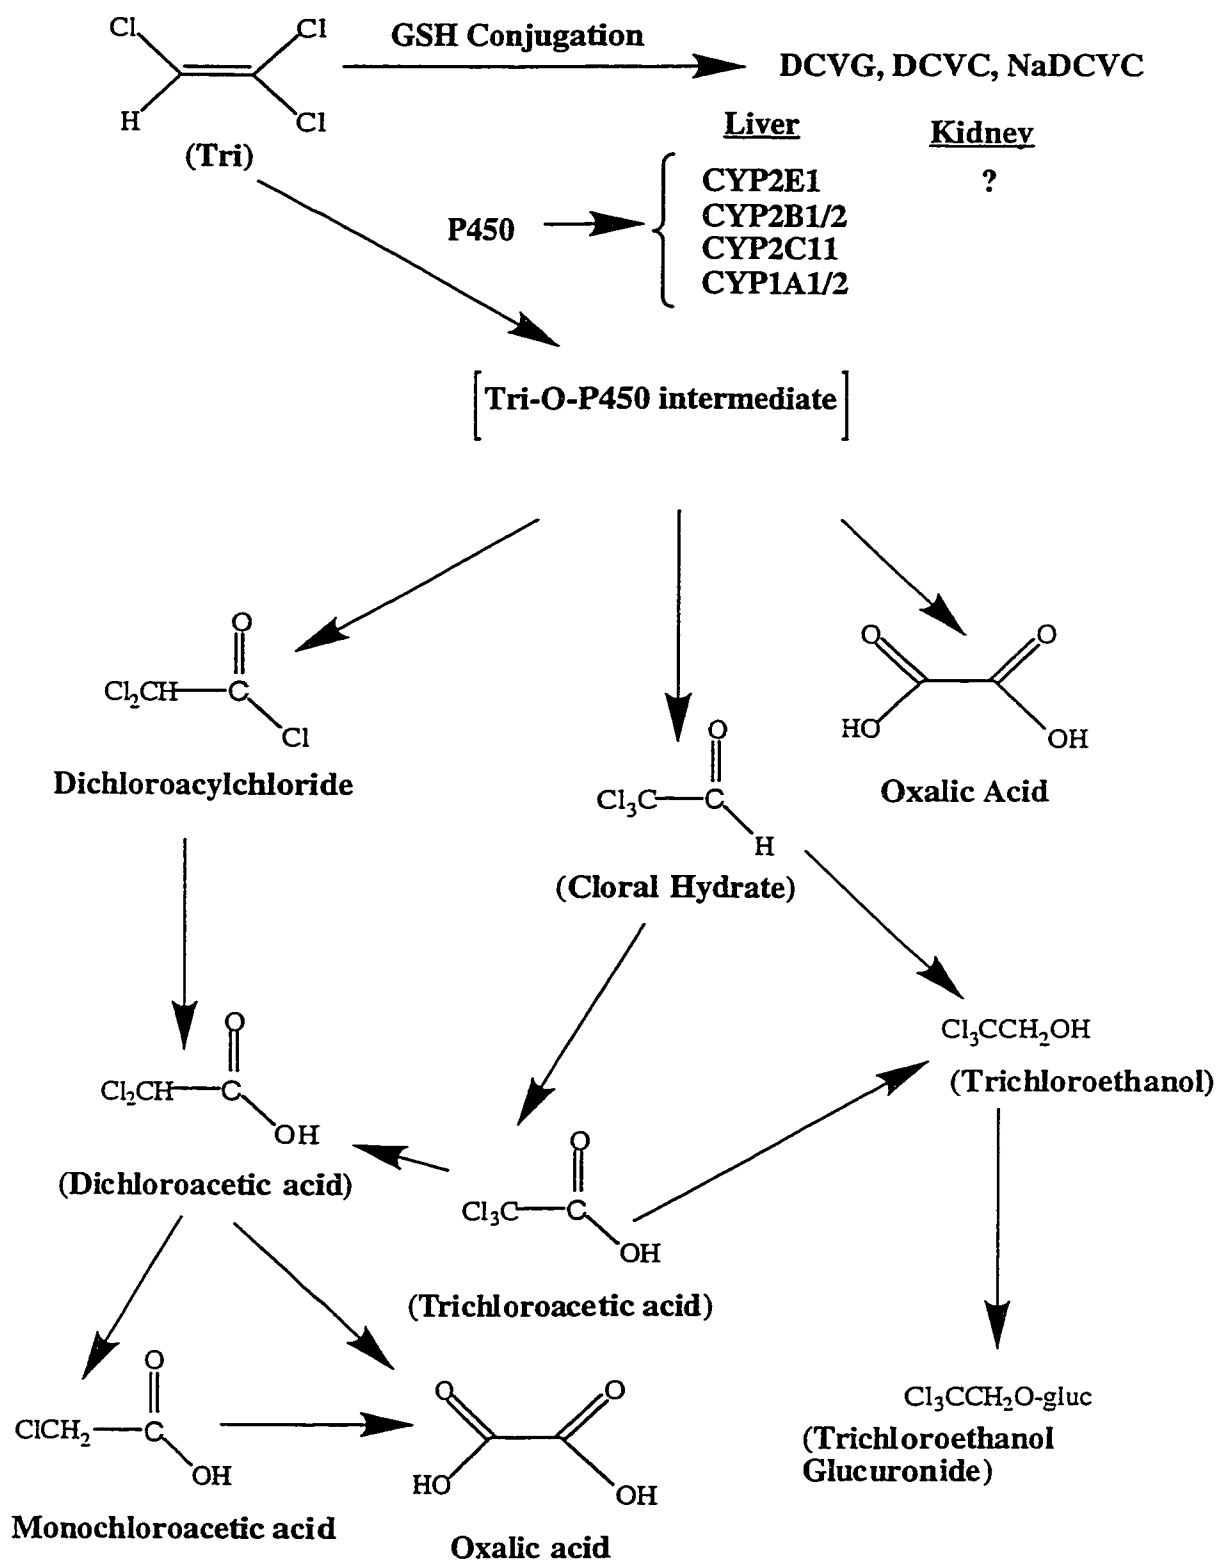 Cl
Cl
GSH Conjugation
DCVG, DCVC, NaDCVC
H
Cl
(Tri)
Liver
Kidney
CYP2E1
?
P450
CYP2B1/2
CYP2C11
CYP1A1/2
[Tri-O-P450 intermediate]
O
Cl₂CH
C
Cl
Dichloroacylchloride
O
Cl₃C
C
H
(Cloral Hydrate)
O
O
HO
OH
Oxalic Acid
Cl₃CCH₂OH
(Trichloroethanol)
O
Cl₂CH
C
OH
(Dichloroacetic acid)
O
Cl₃C
C
OH
(Trichloroacetic acid)
O
ClCH₂
C
OH
Monochloroacetic acid
O
O
HO
OH
Oxalic acid
Cl₃CCH₂O-gluc
(Trichloroethanol
Glucuronide)